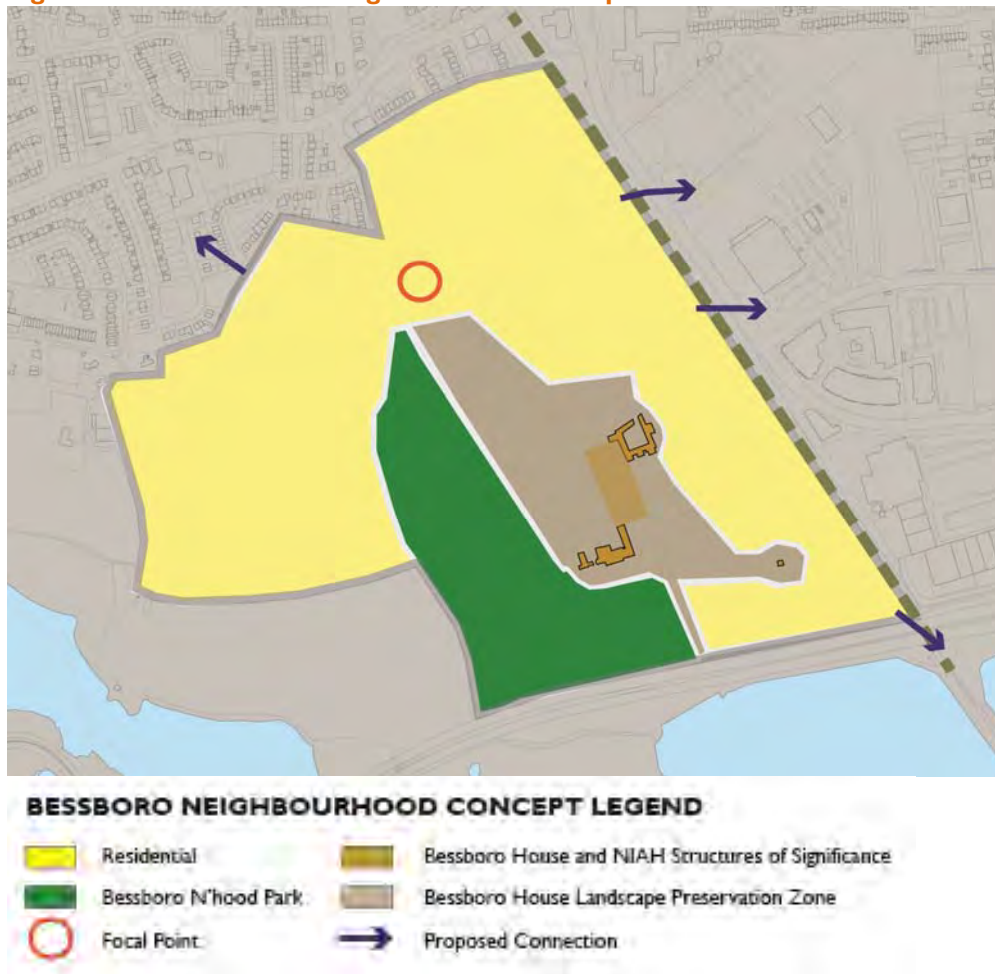 BESSBORO NEIGHBOURHOOD CONCEPT LEGEND
Residential
Bessboro House and NIAH Structures of Significance
Bessboro N'hood Park
Bessboro House Landscape Preservation Zone
Focal Point
Proposed Connection